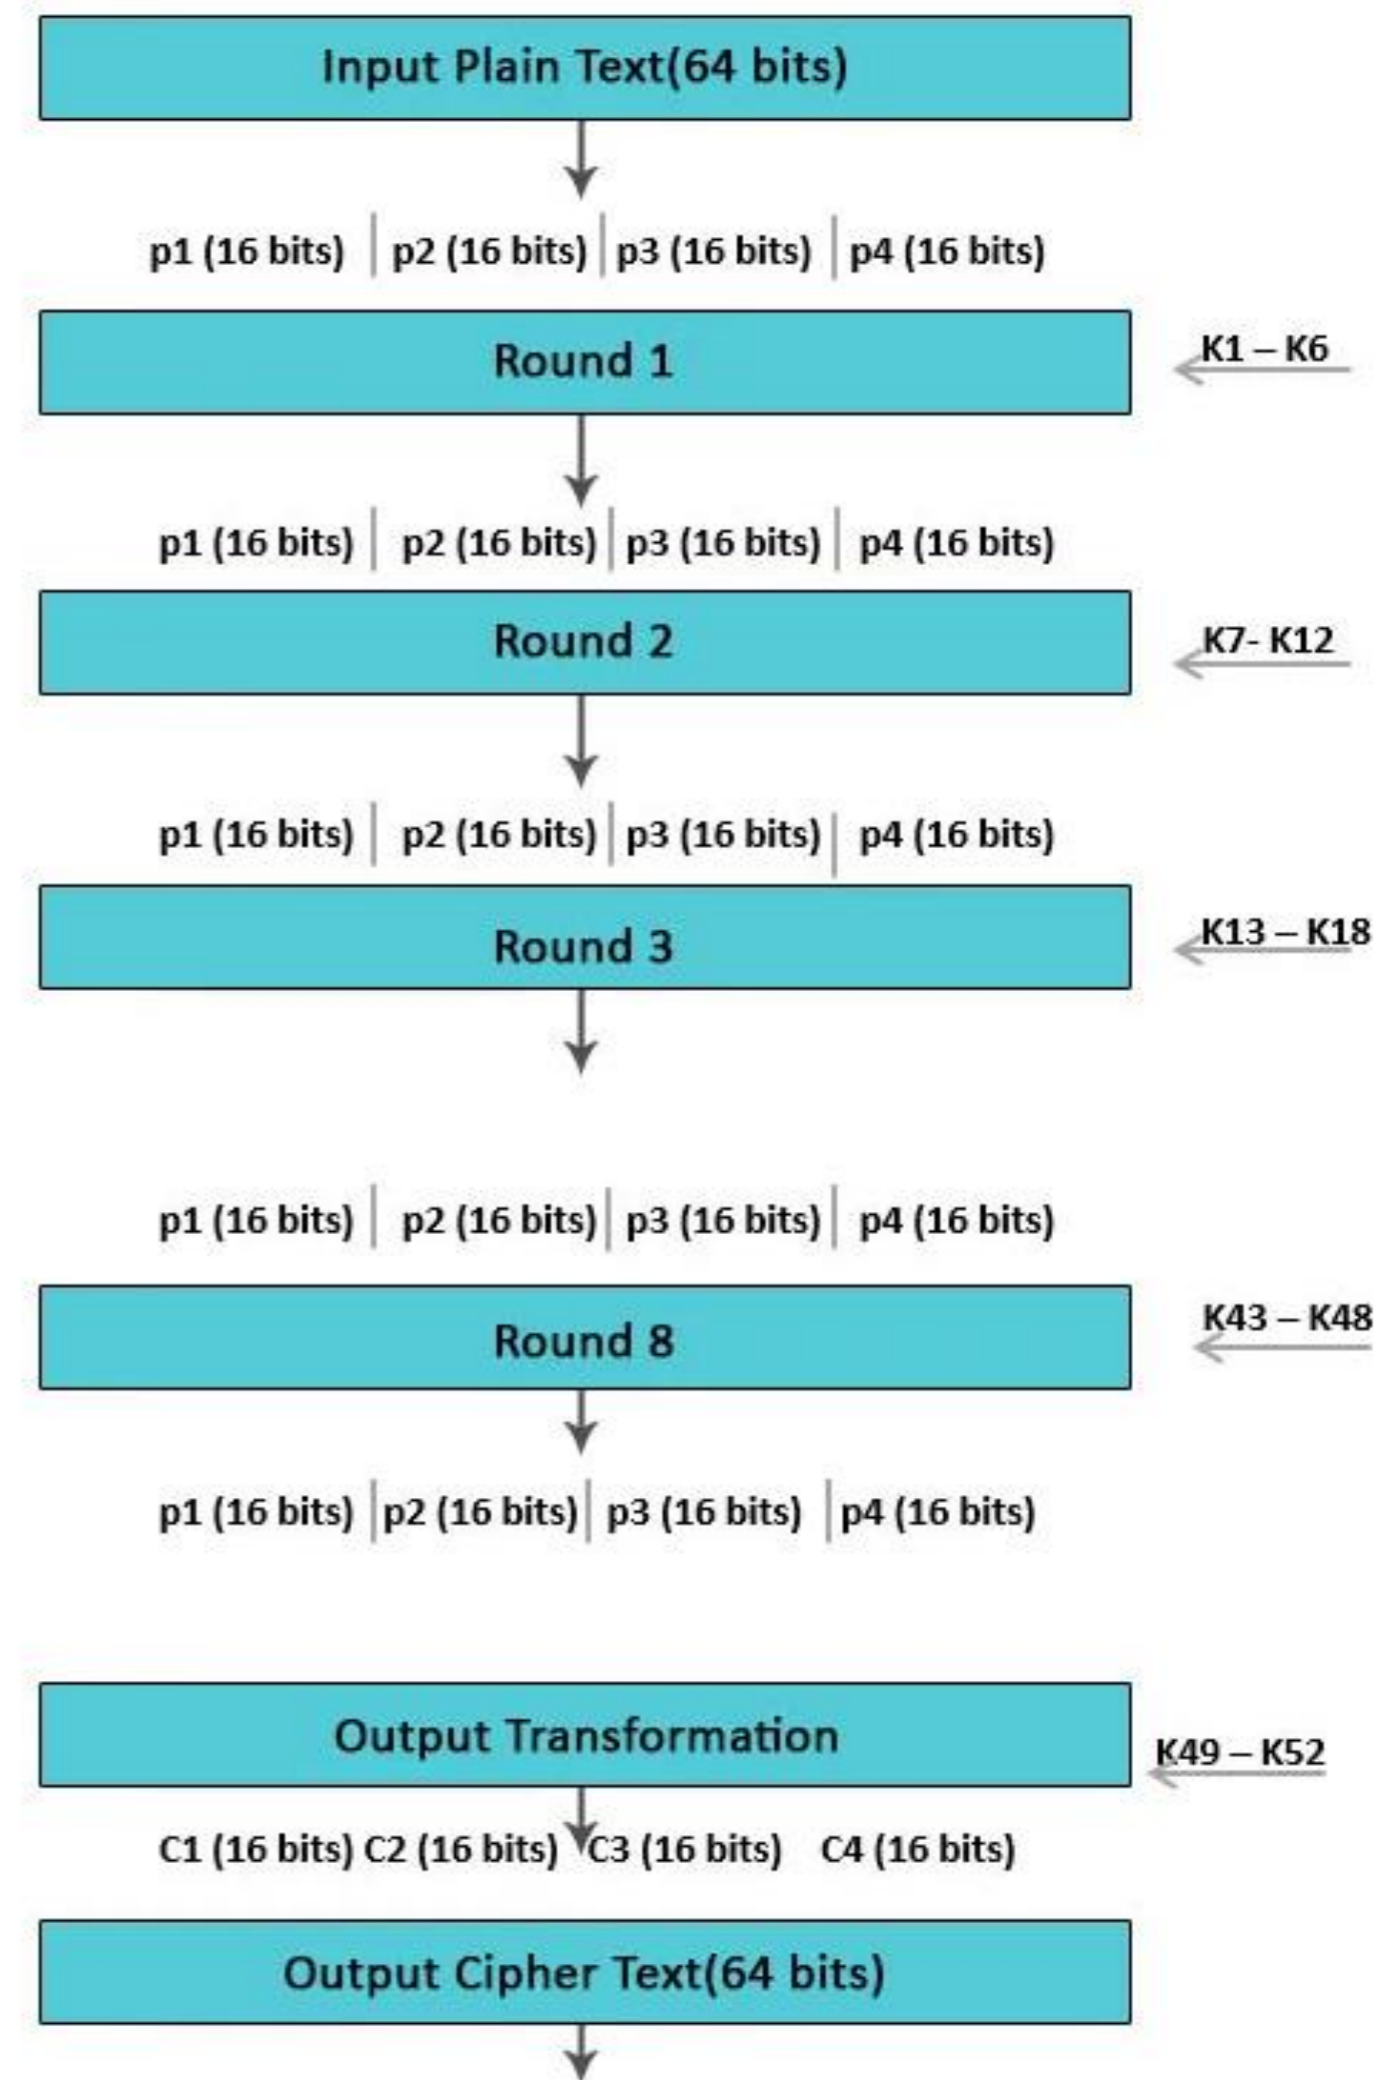 Input Plain Text(64 bits)
p1 (16 bits) p2 (16 bits) p3 (16 bits) p4 (16 bits)
Round 1
K1 – K6
p1 (16 bits) p2 (16 bits) p3 (16 bits) p4 (16 bits)
Round 2
K7- K12
p1 (16 bits) p2 (16 bits) p3 (16 bits) p4 (16 bits)
Round 3
K13 – K18
p1 (16 bits) p2 (16 bits) p3 (16 bits) p4 (16 bits)
Round 8
K43 – K48
p1 (16 bits) p2 (16 bits) p3 (16 bits) p4 (16 bits)
Output Transformation
K49 – K52
C1 (16 bits) C2 (16 bits) C3 (16 bits) C4 (16 bits)
Output Cipher Text(64 bits)